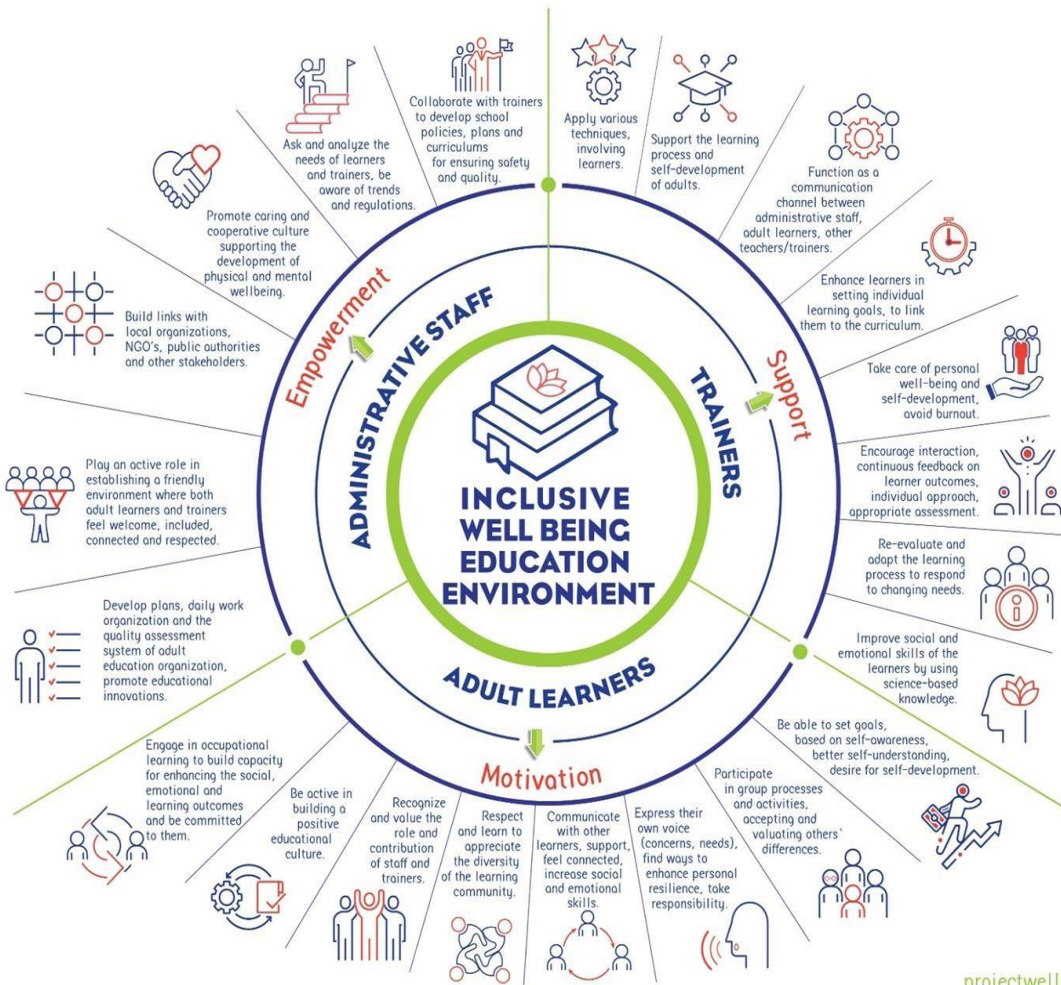 INCLUSIVE
WELL BEING
EDUCATION
ENVIRONMENT
ADMINISTRATIVE STAFF
Empowerment
TRAINERS
Support
ADULT LEARNERS
Motivation
Collaborate with trainers
to develop school
policies, plans and
curriculums
for ensuring safety
and quality.
Ask and analyze the
needs of learners
and trainers, be
aware of trends
and regulations.
Promote caring and
cooperative culture
supporting the
development of
physical and mental
wellbeing.
Build links with
local organizations,
NGO's, public authorities
and other stakeholders.
Play an active role in
establishing a friendly
environment where both
adult learners and trainers
feel welcome, included,
connected and respected.
Develop plans, daily work
organization and the
quality assessment
system of adult
education organization,
promote educational
innovations.
Apply various
techniques,
involving
learners.
Support the learning
process and
self-development
of adults.
Function as a
communication
channel between
administrative staff,
adult learners, other
teachers/trainers.
Enhance learners in
setting individual
learning goals, to link
them to the curriculum.
Take care of personal
well-being and
self-development,
avoid burnout.
Encourage interaction,
continuous feedback on
learner outcomes,
individual approach,
appropriate assessment.
Re-evaluate and
adapt the learning
process to respond
to changing needs.
Improve social and
emotional skills of the
learners by using
science-based
knowledge.
Be able to set goals,
based on self-awareness,
better self-understanding,
desire for self-development.
Participate
in group processes
and activities,
accepting and
valuating others'
differences.
Express their
own voice
(concerns, needs),
find ways to
enhance personal
resilience, take
responsibility.
Communicate
with other
learners, support,
feel connected,
increase social
and emotional
skills.
Respect
and learn to
appreciate
the diversity
of the learning
community.
Recognize
and value the
role and
contribution
of staff and
trainers.
Be active in
building a
positive
educational
culture.
Engage in occupational
learning to build capacity
for enhancing the social,
emotional and
learning outcomes
and be committed
to them.
projectwell